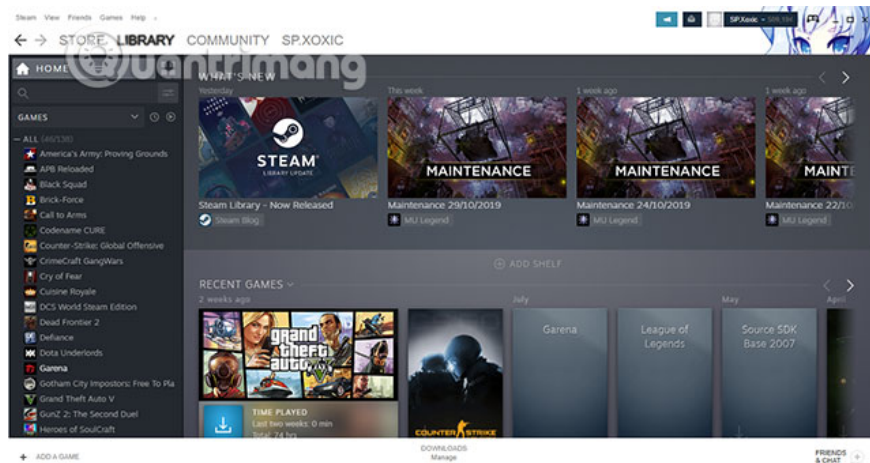 Steam View Friends Games Help
SP.Xoxic
STORE LIBRARY COMMUNITY SP.XOXIC
Quantrimang
HOME
GAMES
ALL (46/138)
America's Army: Proving Grounds
APB Reloaded
Black Squad
Brick-Force
Call to Arms
Codename CURE
Counter-Strike: Global Offensive
CrimeCraft GangWars
Cry of Fear
Cuisine Royale
DCS World Steam Edition
Dead Frontier 2
Defiance
Dota Underlords
Garena
Gotham City Impostors: Free To Pla
Grand Theft Auto V
GunZ 2: The Second Duel
Heroes of SoulCraft
WHAT'S NEW
Yesterday
This week
1 week ago
1 week ago
STEAM
LIBRARY UPDATE
MAINTENANCE
MAINTENANCE
MAINTE
Steam Library - Now Released
Maintenance 29/10/2019
Maintenance 24/10/2019
Maintenance 22/10
Steam Blog
MU Legend
MU Legend
MU Legend
ADD SHELF
RECENT GAMES
2 weeks ago
July
May
April
grand theft auto V
FIVE
COUNTER STRIKE
Garena
League of Legends
Source SDK Base 2007
TIME PLAYED
Last two weeks: 0 min
Total: 74 hrs
ADD A GAME
DOWNLOADS
Manage
FRIENDS
& CHAT